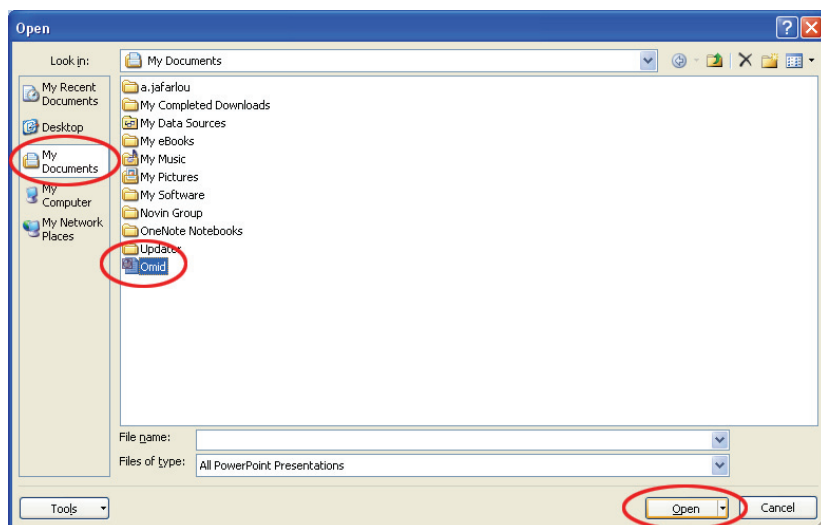 Open
Look in:
My Documents
My Recent
Documents
Desktop
My
Documents
My
Computer
My Network
Places
a.jafarlou
My Completed Downloads
My Data Sources
My eBooks
My Music
My Pictures
My Software
Novin Group
OneNote Notebooks
Updater
Omid
File name:
Files of type:
All PowerPoint Presentations
Tools
Open
Cancel